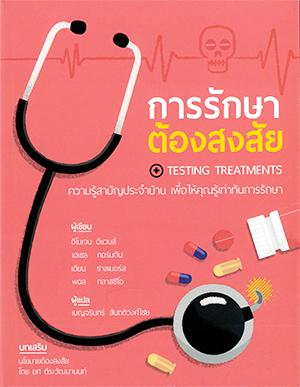 การรักษา
ต้องสงสัย
TESTING TREATMENTS
ความรู้สามัญประจำบ้าน เพื่อให้คุณรู้เท่าทันการรักษา
ผู้เขียน
อิโมเจน อีแวนส์
เฮเซล ทอร์นตัน
เอียน ชาลเมอร์ส
พอล กลาสซิโอ
ผู้แปล
เบญจรินทร์ สันตติวงศ์ไชย
บทเสริม
นโยบายต้องสงสัย
โดย ยศ ตีระวัฒนานนท์